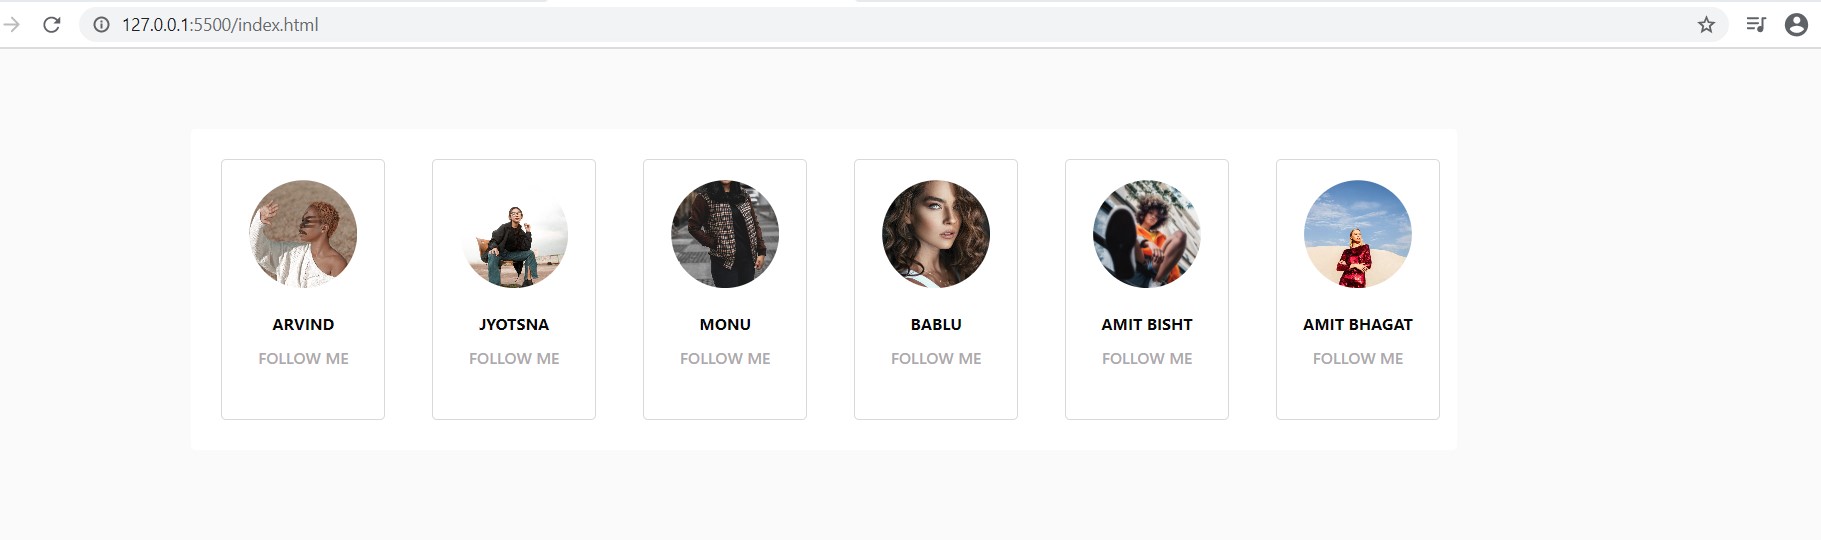 127.0.0.1:5500/index.html
ARVIND JYOTSNA MONU BABLU AMIT BISHT AMIT BHAGAT
FOLLOW ME FOLLOW ME FOLLOW ME FOLLOW ME FOLLOW ME FOLLOW ME